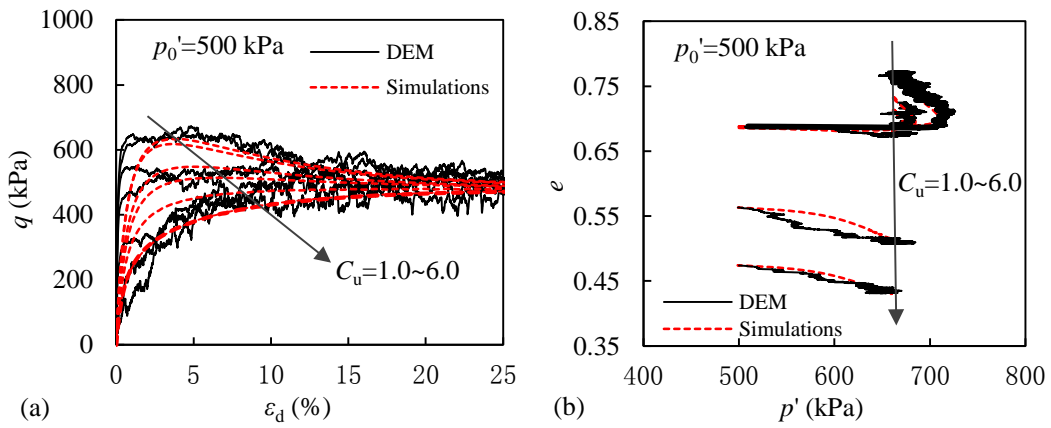 1000
800
600
400
200
0
q (kPa)
p₀'=500 kPa
DEM
Simulations
Cᵤ=1.0~6.0
0 5 10 15 20 25
(a)
ε_d (%)
0.85
0.75
0.65
0.55
0.45
0.35
e
p₀'=500 kPa
Cᵤ=1.0~6.0
DEM
Simulations
400 500 600 700 800
(b)
p' (kPa)